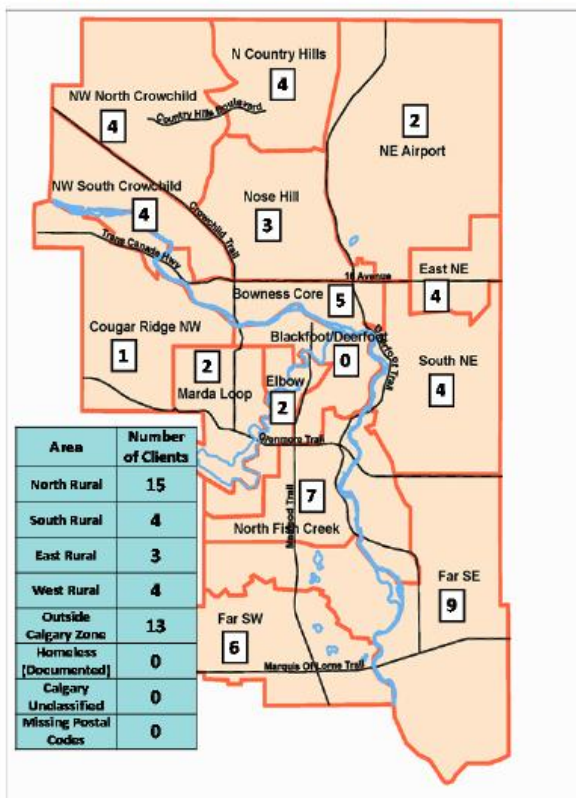 N Country Hills
4
NW North Crowchild
4
Country Hills Boulevard
2
NE Airport
NW South Crowchild
4
Nose Hill
3
Crowchild Trail
Trans Canada Hwy
16 Avenue
East NE
4
Bowness Core
5
Cougar Ridge NW
1
Blackfoot/Deerfoot
0
Deerfoot Trail
2
Marda Loop
Elbow
2
South NE
4
Glenmore Trail
7
North Fish Creek
Macleod Trail
Far SE
9
Far SW
6
Marquis Of Lorne Trail
Area Number of Clients
North Rural 15
South Rural 4
East Rural 3
West Rural 4
Outside Calgary Zone 13
Homeless (Documented) 0
Calgary Unclassified 0
Missing Postal Codes 0